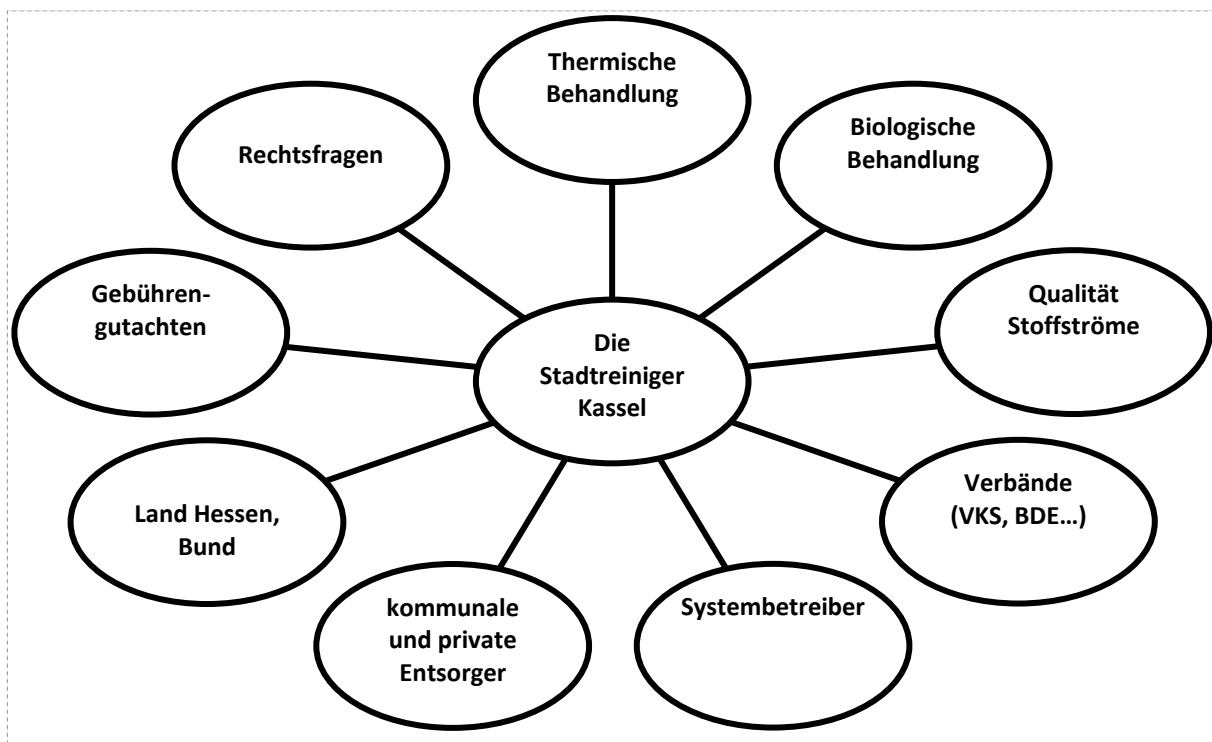 Thermische
Behandlung
Biologische
Behandlung
Rechtsfragen
Gebühren-
gutachten
Qualität
Stoffströme
Die
Stadtreiniger
Kassel
Land Hessen,
Bund
Verbände
(VKS, BDE…)
kommunale
und private
Entsorger
Systembetreiber